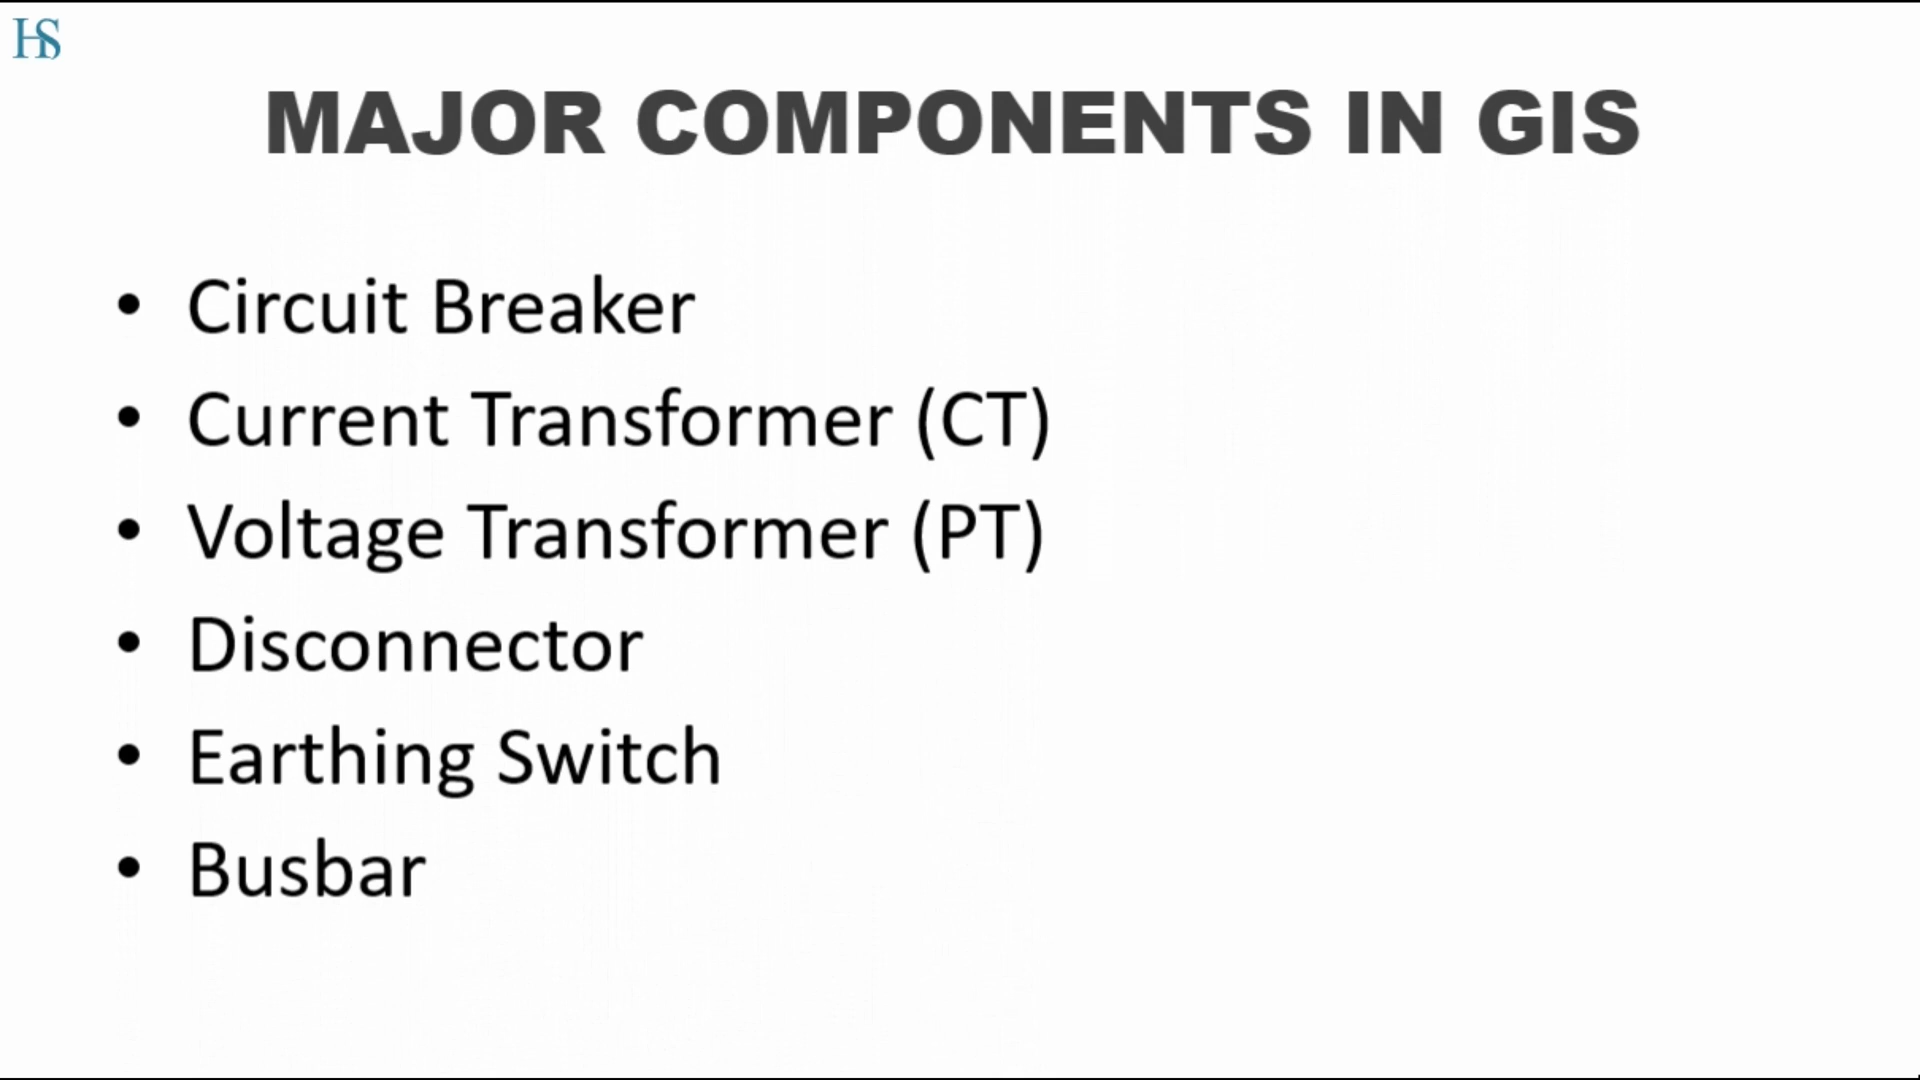 HS
MAJOR COMPONENTS IN GIS
• Circuit Breaker
• Current Transformer (CT)
• Voltage Transformer (PT)
• Disconnector
• Earthing Switch
• Busbar